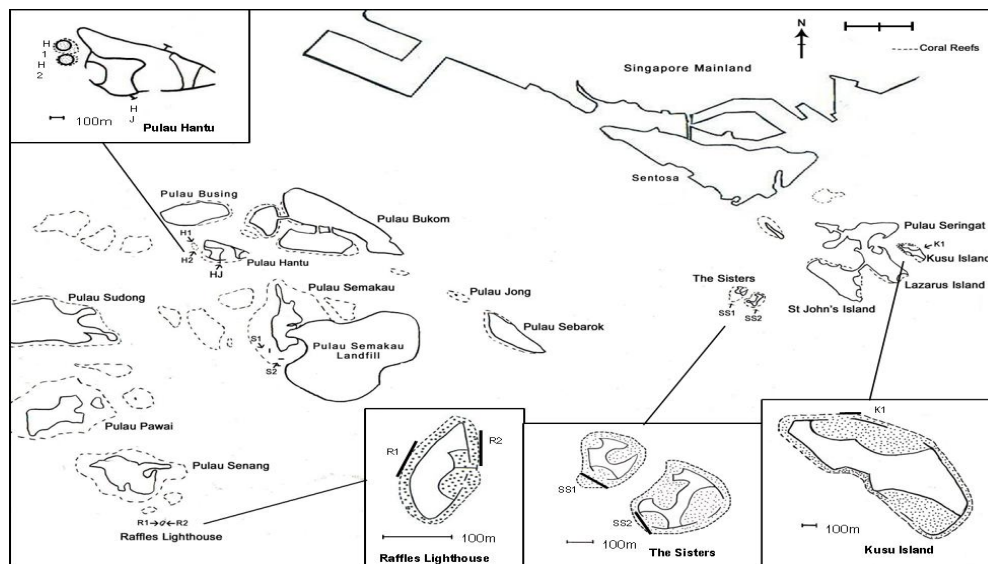 H
1
H
2
H
J
100m
Pulau Hantu
N
Coral Reefs
Singapore Mainland
Sentosa
Pulau Busing
Pulau Bukom
H1
H2
HJ
Pulau Hantu
Pulau Seringat
K1
Kusu Island
Lazarus Island
St John's Island
The Sisters
SS1
SS2
Pulau Sudong
Pulau Semakau
Pulau Jong
Pulau Sebarok
S1
S2
Pulau Semakau
Landfill
Pulau Pawai
Pulau Senang
R1
R2
Raffles Lighthouse
R1
R2
100m
Raffles Lighthouse
SS1
SS2
100m
The Sisters
K1
100m
Kusu Island